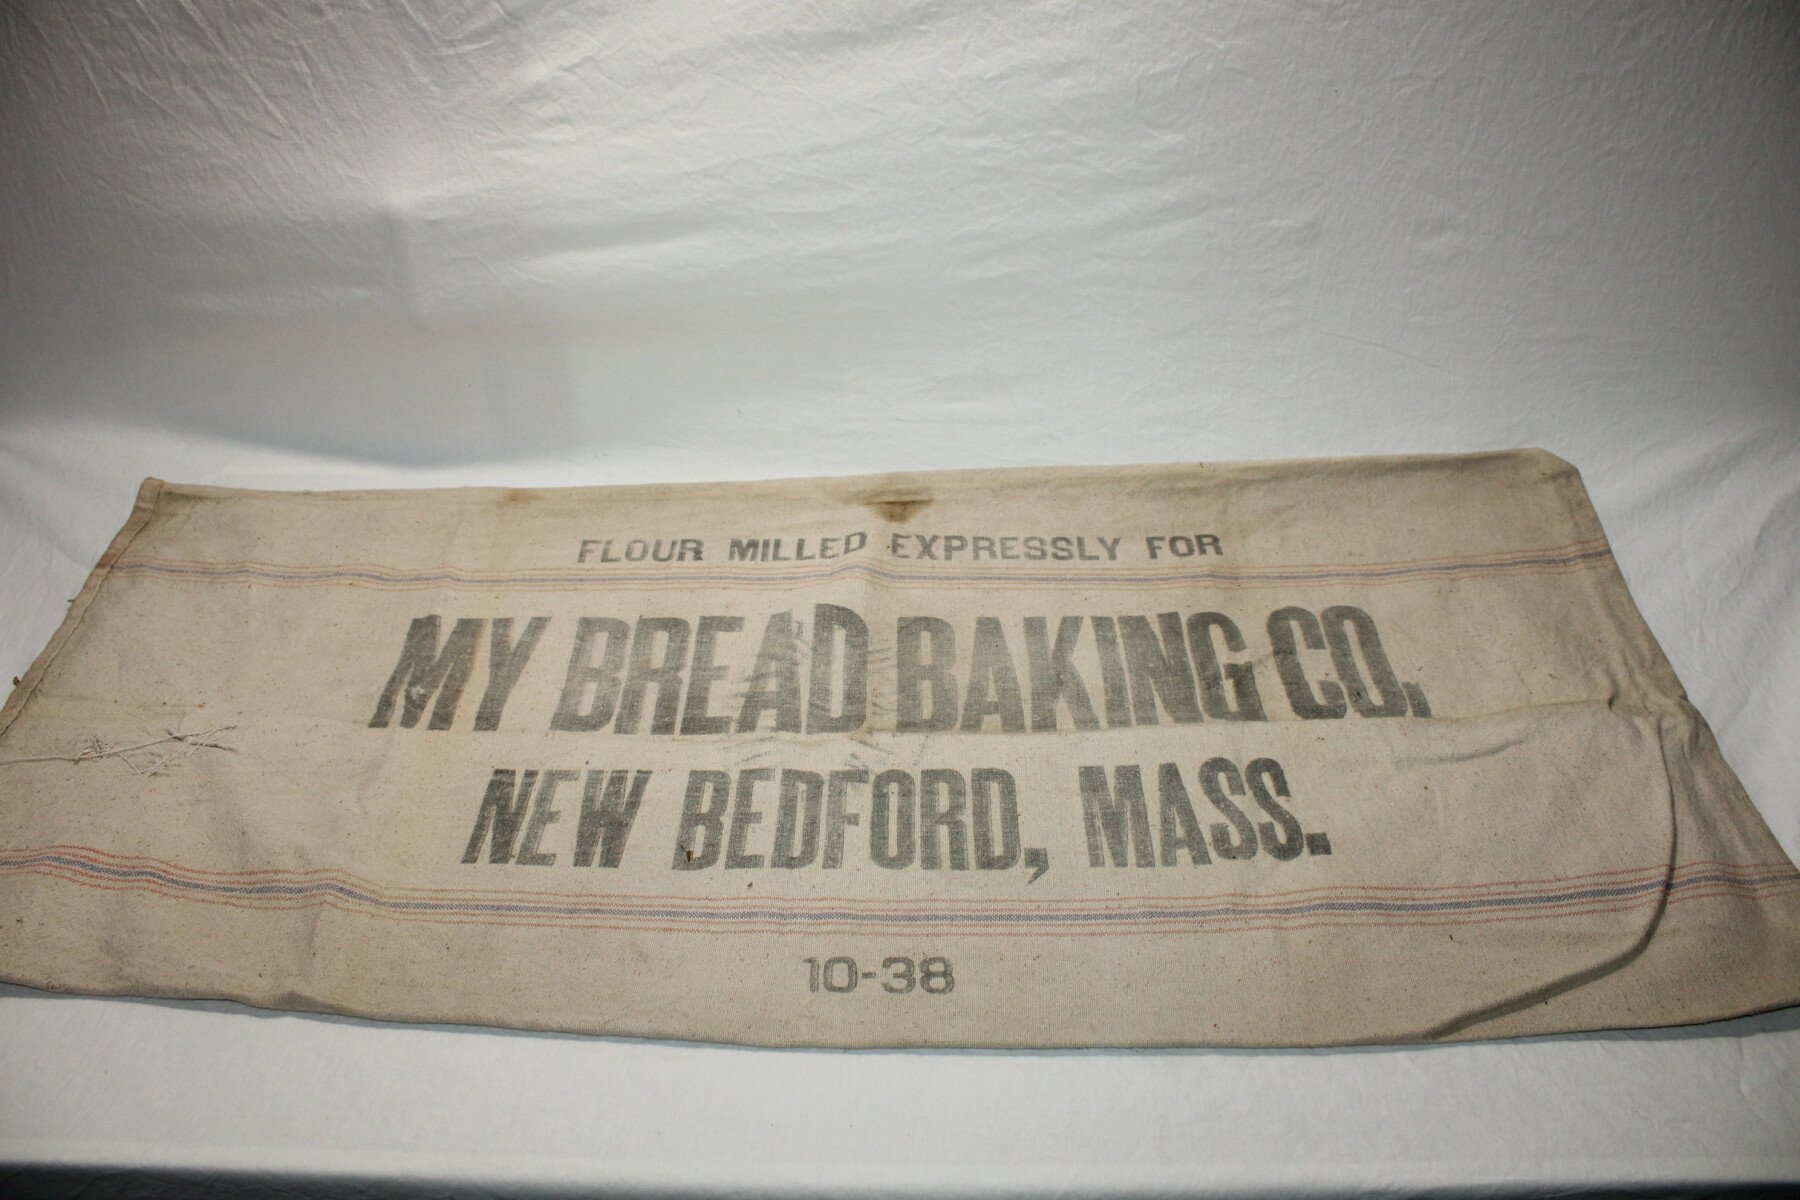 FLOUR MILLED EXPRESSLY FOR
MY BREAD BAKING CO.
NEW BEDFORD, MASS.
10-38